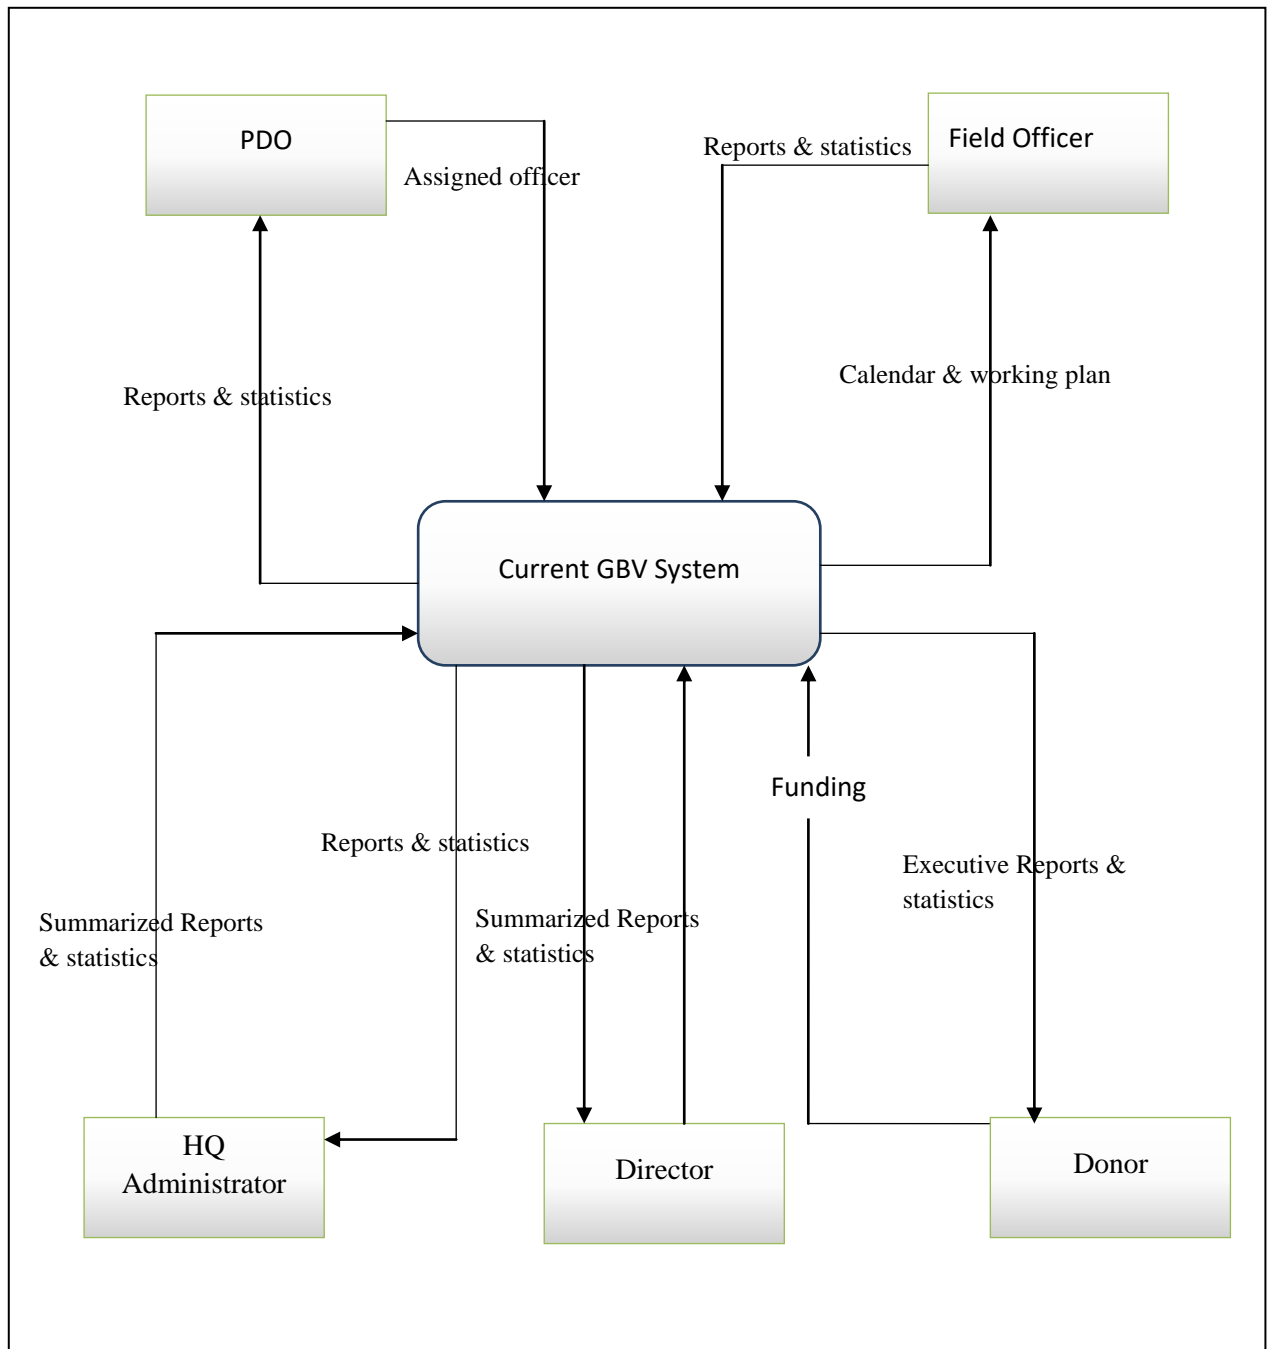 PDO
Field Officer
Reports & statistics
Assigned officer
Calendar & working plan
Reports & statistics
Current GBV System
Funding
Reports & statistics
Executive Reports &
statistics
Summarized Reports
& statistics
Summarized Reports
& statistics
HQ
Administrator
Director
Donor